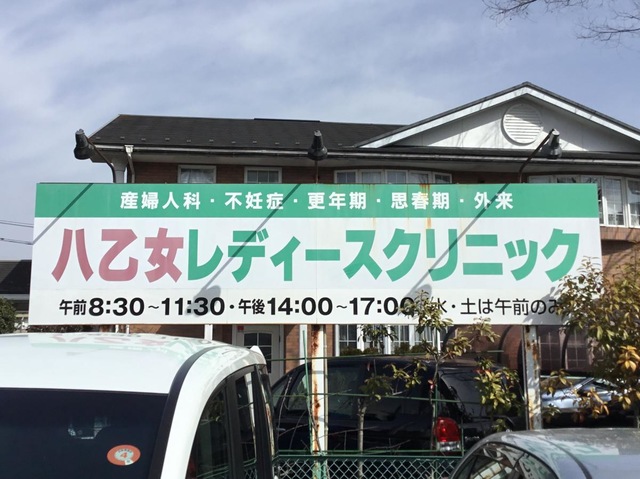 産婦人科・不妊症・更年期・思春期・外来
八乙女レディースクリニック
午前8:30～11:30・午後14:00～17:00 水・土は午前のみ